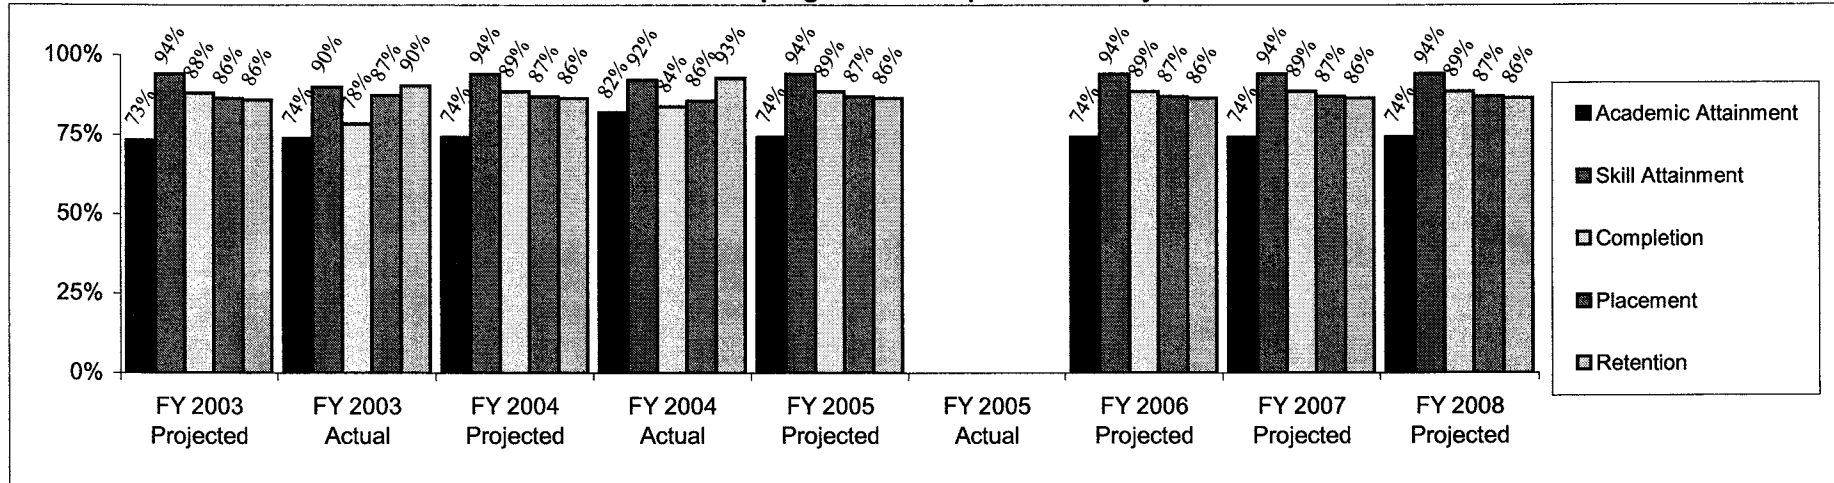 100%
75%
50%
25%
0%
73% 94% 88% 86% 86%
74% 90% 78% 87% 90%
74% 94% 89% 87% 86%
82% 92% 84% 86% 93%
74% 94% 89% 87% 86%
74% 94% 89% 87% 86%
74% 94% 89% 87% 86%
74% 94% 89% 87% 86%
FY 2003
Projected
FY 2003
Actual
FY 2004
Projected
FY 2004
Actual
FY 2005
Projected
FY 2005
Actual
FY 2006
Projected
FY 2007
Projected
FY 2008
Projected
Academic Attainment
Skill Attainment
Completion
Placement
Retention